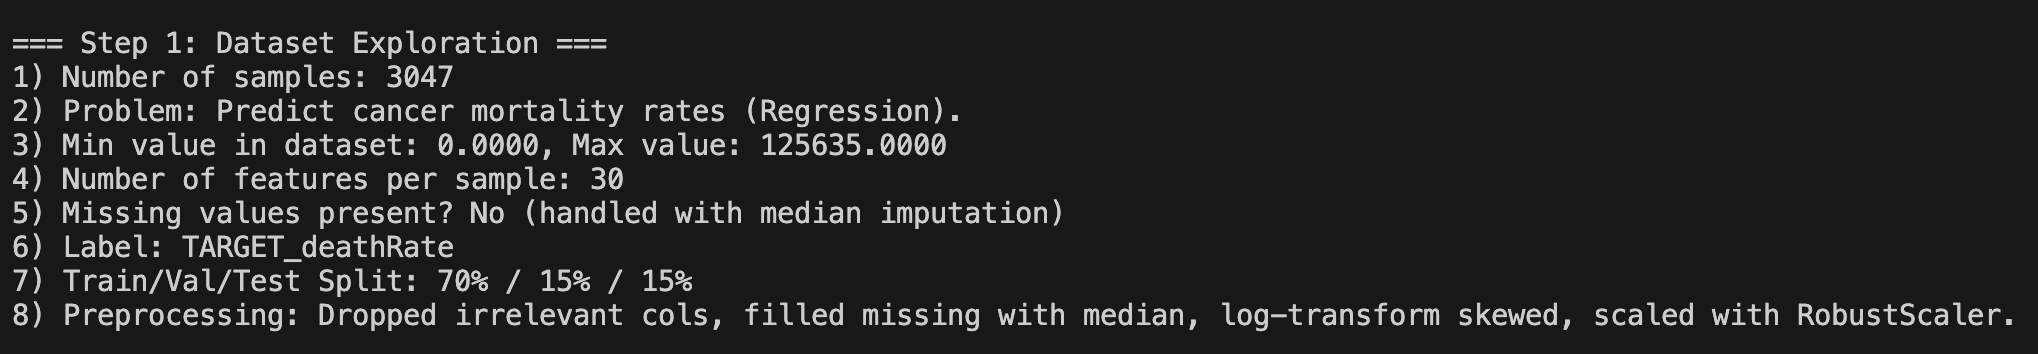 === Step 1: Dataset Exploration ===
1) Number of samples: 3047
2) Problem: Predict cancer mortality rates (Regression).
3) Min value in dataset: 0.0000, Max value: 125635.0000
4) Number of features per sample: 30
5) Missing values present? No (handled with median imputation)
6) Label: TARGET_deathRate
7) Train/Val/Test Split: 70% / 15% / 15%
8) Preprocessing: Dropped irrelevant cols, filled missing with median, log-transform skewed, scaled with RobustScaler.